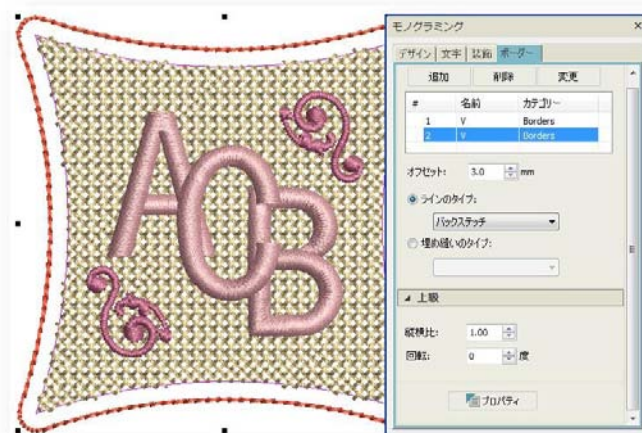 AOB
モノグラミング ×
デザイン 文字 装飾 ボーダー
追加 削除 変更
# 名前 カテゴリー
1 V Borders
2 V Borders
オフセット: 3.0 mm
ラインのタイプ:
バックステッチ
埋め縫いのタイプ:
上級
縦横比: 1.00
回転: 0 度
プロパティ